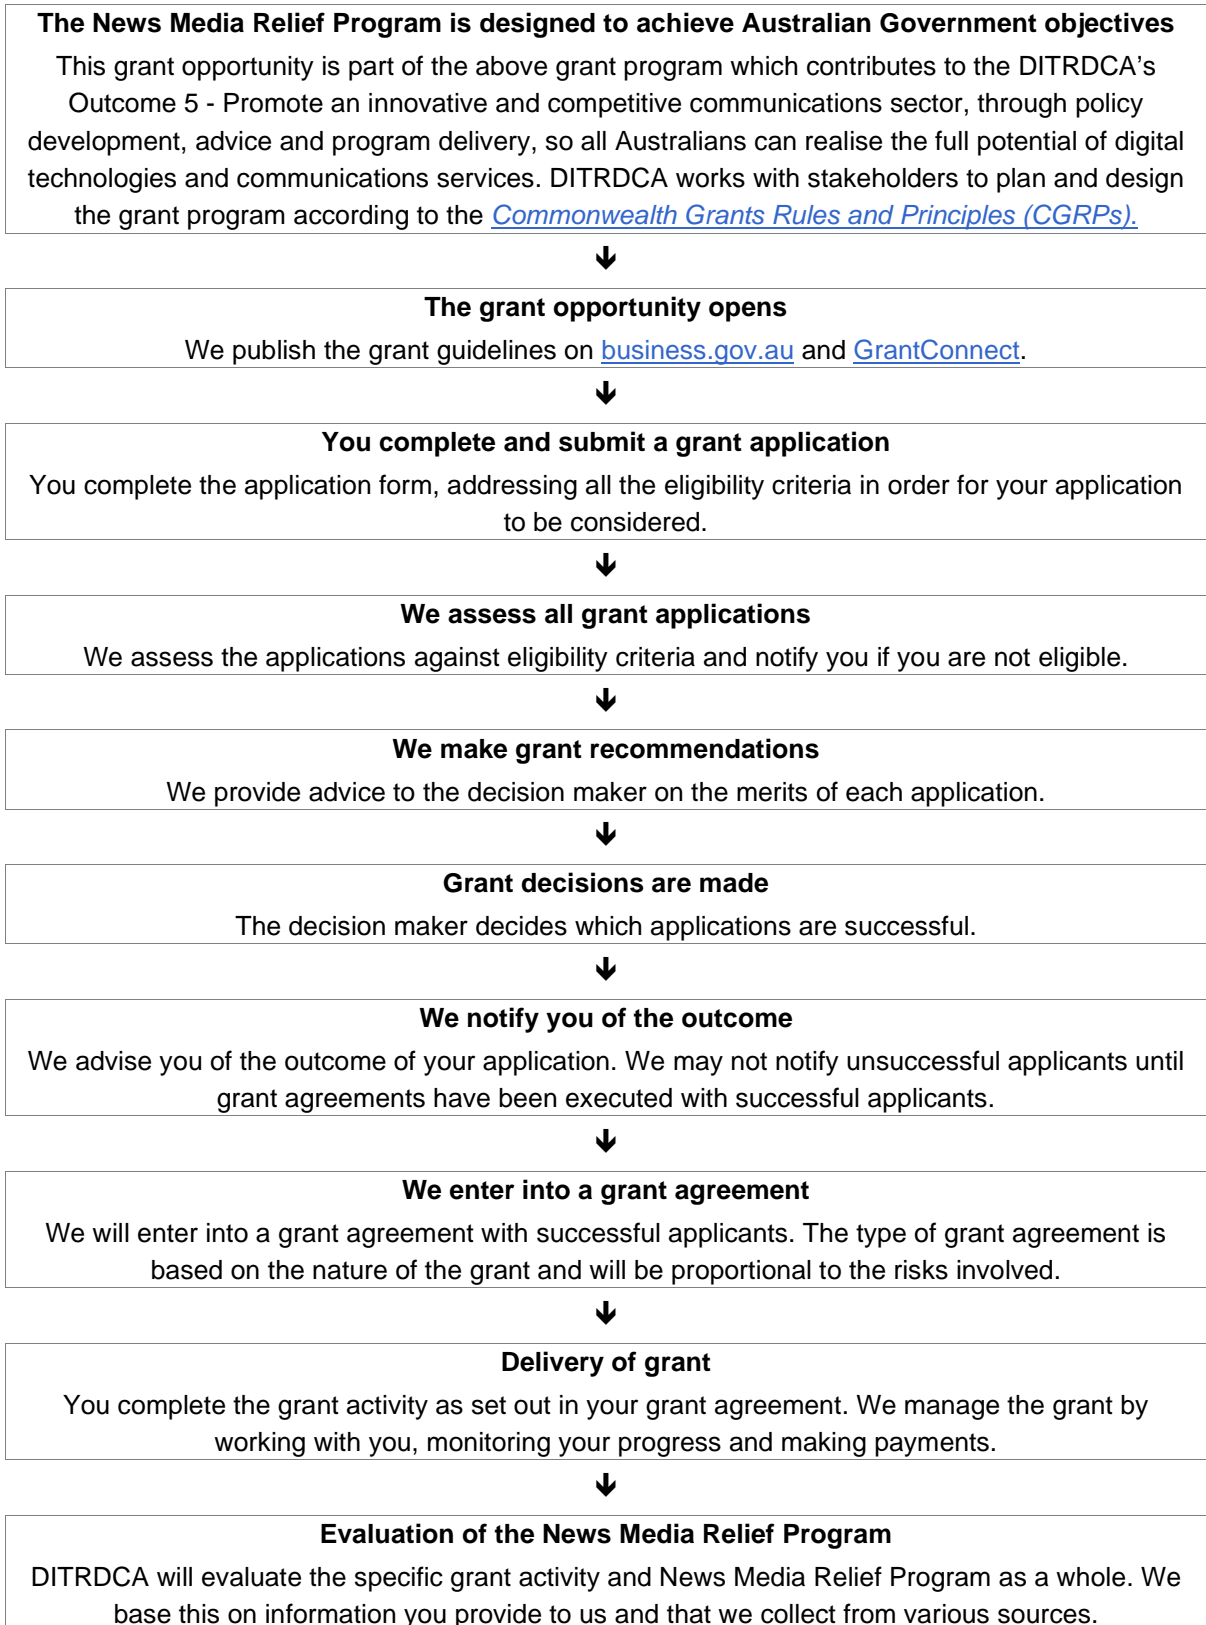 The News Media Relief Program is designed to achieve Australian Government objectives
This grant opportunity is part of the above grant program which contributes to the DITRDCA’s
Outcome 5 - Promote an innovative and competitive communications sector, through policy
development, advice and program delivery, so all Australians can realise the full potential of digital
technologies and communications services. DITRDCA works with stakeholders to plan and design
the grant program according to the Commonwealth Grants Rules and Principles (CGRPs).
The grant opportunity opens
We publish the grant guidelines on business.gov.au and GrantConnect.
You complete and submit a grant application
You complete the application form, addressing all the eligibility criteria in order for your application
to be considered.
We assess all grant applications
We assess the applications against eligibility criteria and notify you if you are not eligible.
We make grant recommendations
We provide advice to the decision maker on the merits of each application.
Grant decisions are made
The decision maker decides which applications are successful.
We notify you of the outcome
We advise you of the outcome of your application. We may not notify unsuccessful applicants until
grant agreements have been executed with successful applicants.
We enter into a grant agreement
We will enter into a grant agreement with successful applicants. The type of grant agreement is
based on the nature of the grant and will be proportional to the risks involved.
Delivery of grant
You complete the grant activity as set out in your grant agreement. We manage the grant by
working with you, monitoring your progress and making payments.
Evaluation of the News Media Relief Program
DITRDCA will evaluate the specific grant activity and News Media Relief Program as a whole. We
base this on information you provide to us and that we collect from various sources.